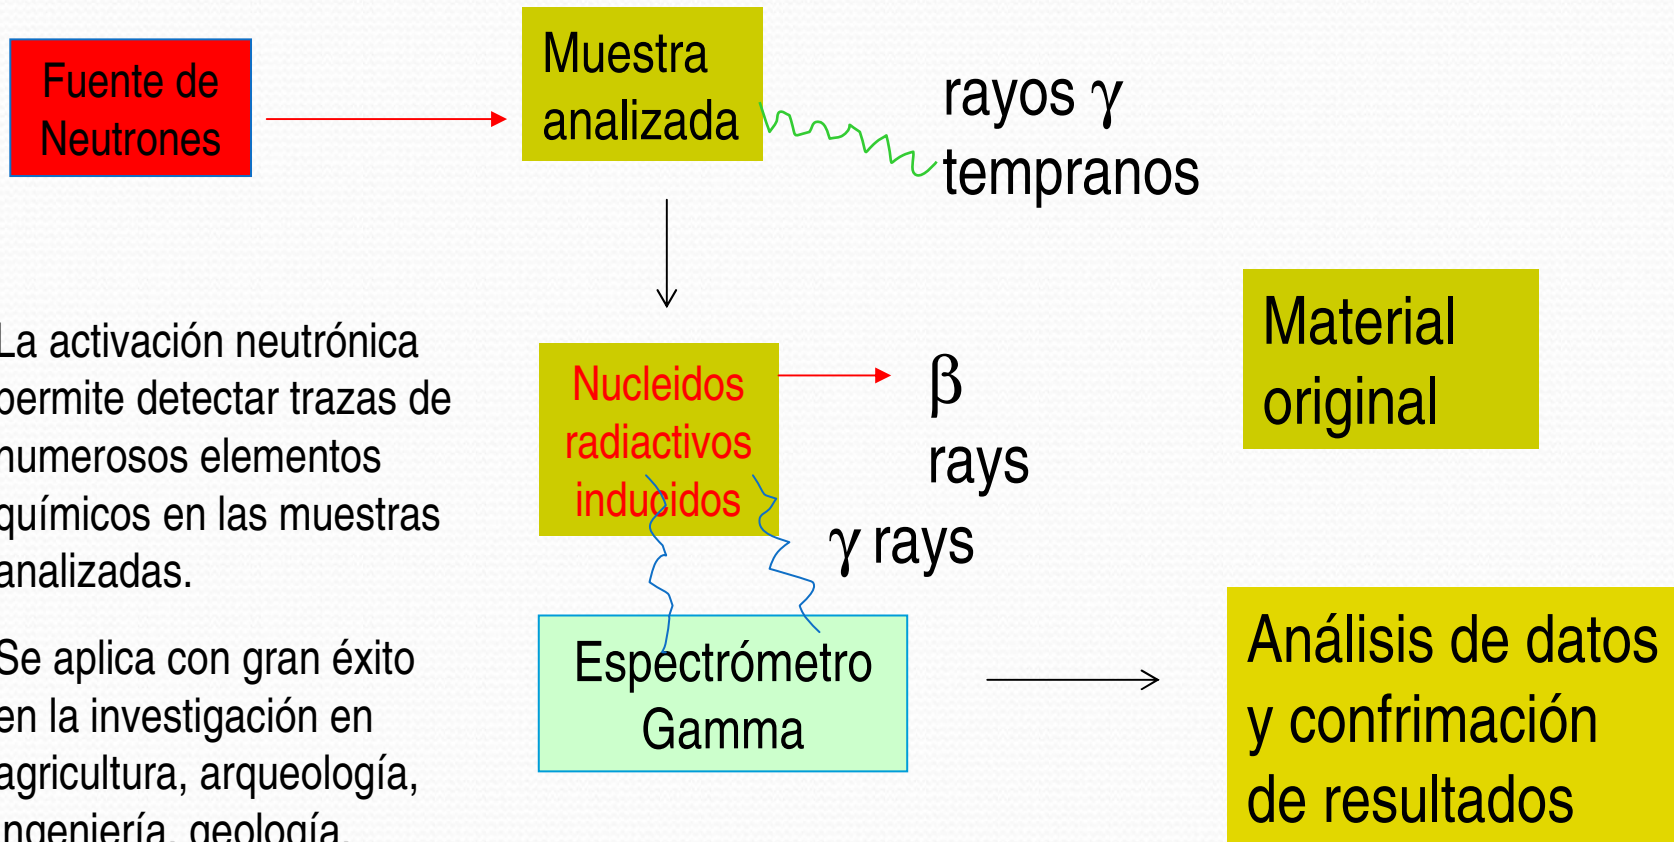 Fuente de
Neutrones
Muestra
analizada
rayos γ
tempranos
La activación neutrónica
permite detectar trazas de
numerosos elementos
químicos en las muestras
analizadas.
Se aplica con gran éxito
en la investigación en
agricultura, arqueología,
ingeniería, geología,
Nucleidos
radiactivos
inducidos
β
rays
γ rays
Material
original
Espectrómetro
Gamma
Análisis de datos
y confrimación
de resultados